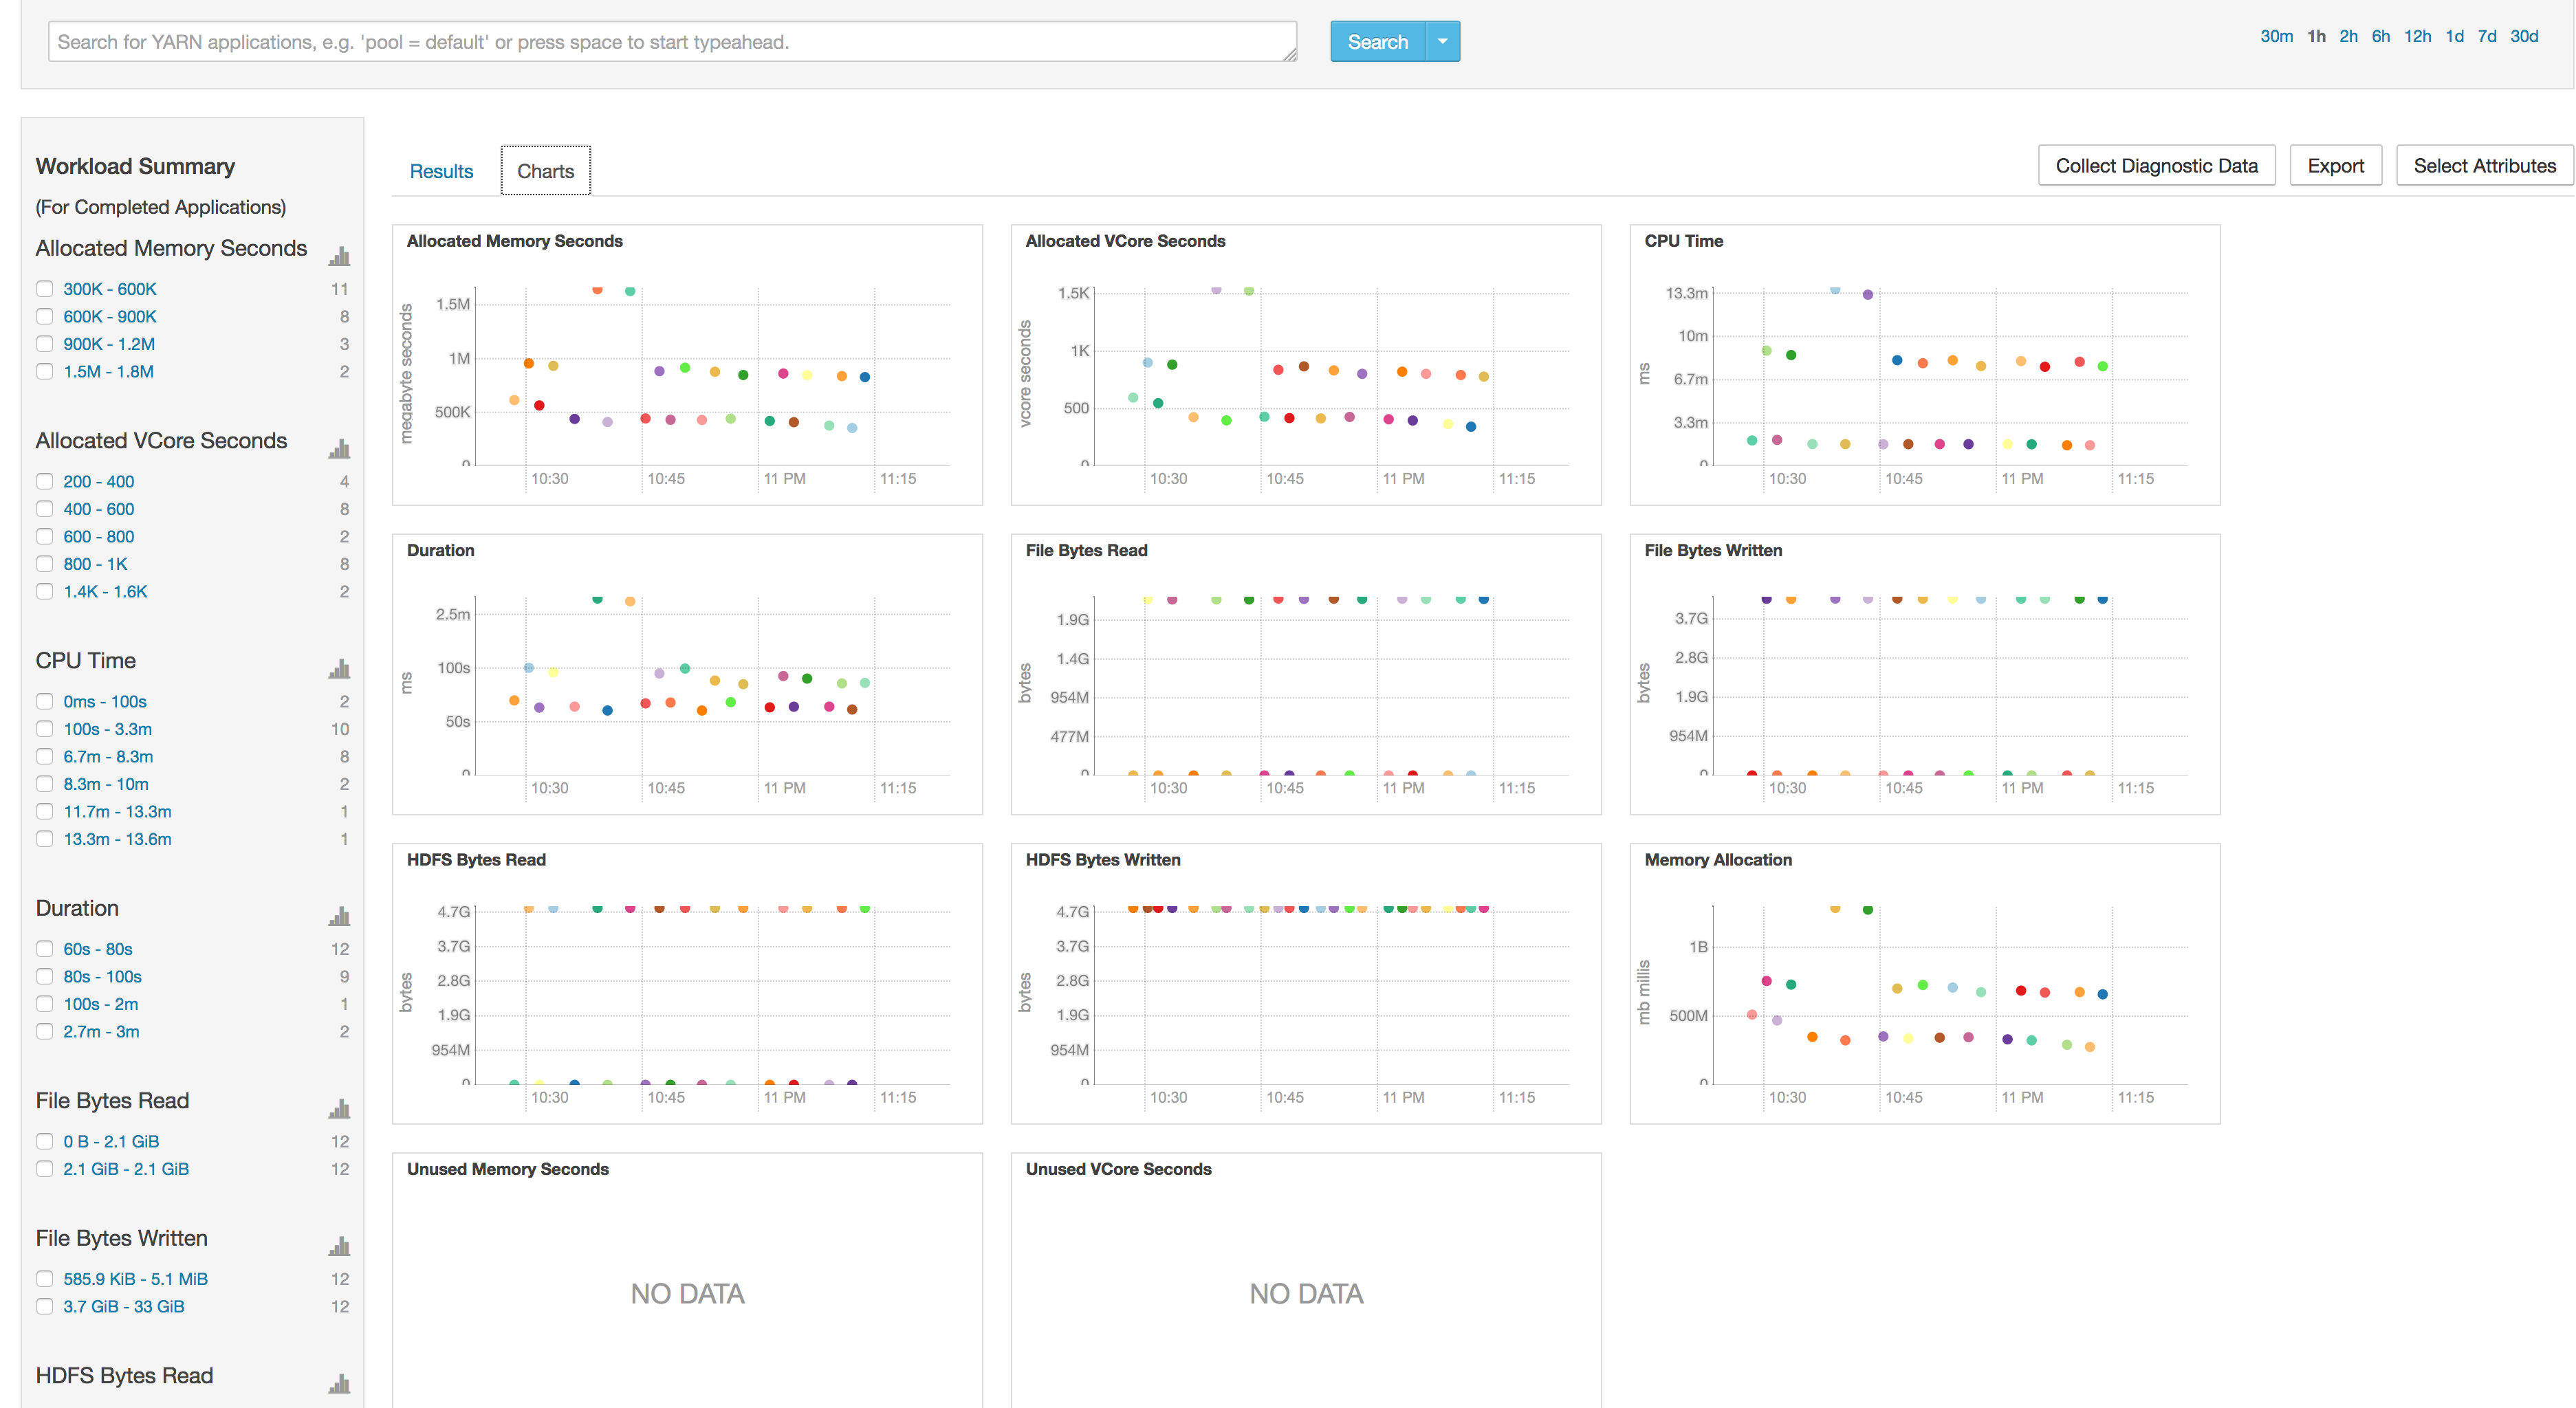 Search for YARN applications, e.g. 'pool = default' or press space to start typeahead.
Search
30m 1h 2h 6h 12h 1d 7d 30d
Workload Summary
(For Completed Applications)
Allocated Memory Seconds
300K - 600K 11
600K - 900K 8
900K - 1.2M 3
1.5M - 1.8M 2
Allocated VCore Seconds
200 - 400 4
400 - 600 8
600 - 800 2
800 - 1K 8
1.4K - 1.6K 2
CPU Time
0ms - 100s 2
100s - 3.3m 10
6.7m - 8.3m 8
8.3m - 10m 2
11.7m - 13.3m 1
13.3m - 13.6m 1
Duration
60s - 80s 12
80s - 100s 9
100s - 2m 1
2.7m - 3m 2
File Bytes Read
0 B - 2.1 GiB 12
2.1 GiB - 2.1 GiB 12
File Bytes Written
585.9 KiB - 5.1 MiB 12
3.7 GiB - 33 GiB 12
HDFS Bytes Read
Results Charts
Collect Diagnostic Data Export Select Attributes
Allocated Memory Seconds
megabyte seconds
1.5M
1M
500K
0
10:30 10:45 11 PM 11:15
Allocated VCore Seconds
vcore seconds
1.5K
1K
500
0
10:30 10:45 11 PM 11:15
CPU Time
ms
13.3m
10m
6.7m
3.3m
0
10:30 10:45 11 PM 11:15
Duration
ms
2.5m
100s
50s
0
10:30 10:45 11 PM 11:15
File Bytes Read
bytes
1.9G
1.4G
954M
477M
0
10:30 10:45 11 PM 11:15
File Bytes Written
bytes
3.7G
2.8G
1.9G
954M
0
10:30 10:45 11 PM 11:15
HDFS Bytes Read
bytes
4.7G
3.7G
2.8G
1.9G
954M
0
10:30 10:45 11 PM 11:15
HDFS Bytes Written
bytes
4.7G
3.7G
2.8G
1.9G
954M
0
10:30 10:45 11 PM 11:15
Memory Allocation
mb millis
1B
500M
0
10:30 10:45 11 PM 11:15
Unused Memory Seconds
NO DATA
Unused VCore Seconds
NO DATA